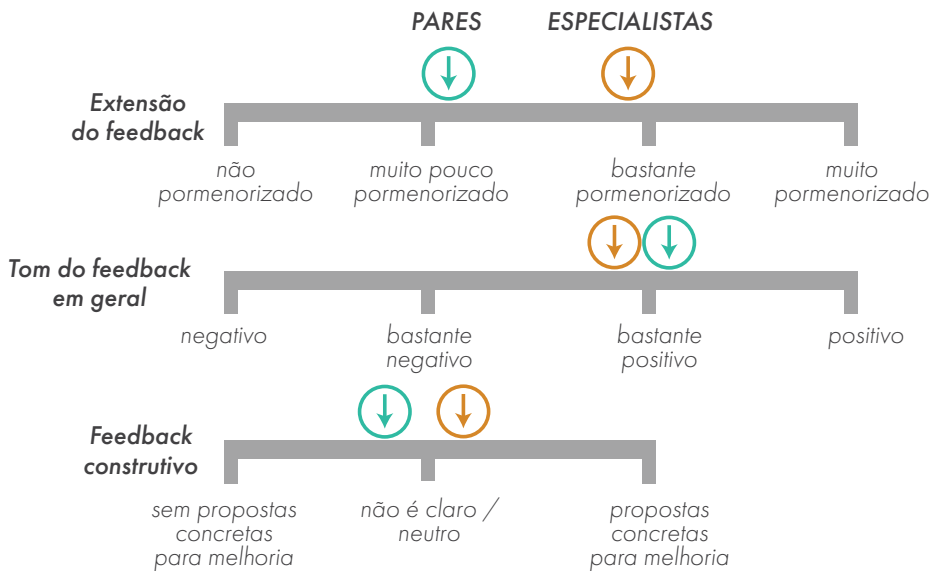 PARES
ESPECIALISTAS
Extensão
do feedback
não
pormenorizado
muito pouco
pormenorizado
bastante
pormenorizado
muito
pormenorizado
Tom do feedback
em geral
negativo
bastante
negativo
bastante
positivo
positivo
Feedback
construtivo
sem propostas
concretas
para melhoria
não é claro /
neutro
propostas
concretas
para melhoria